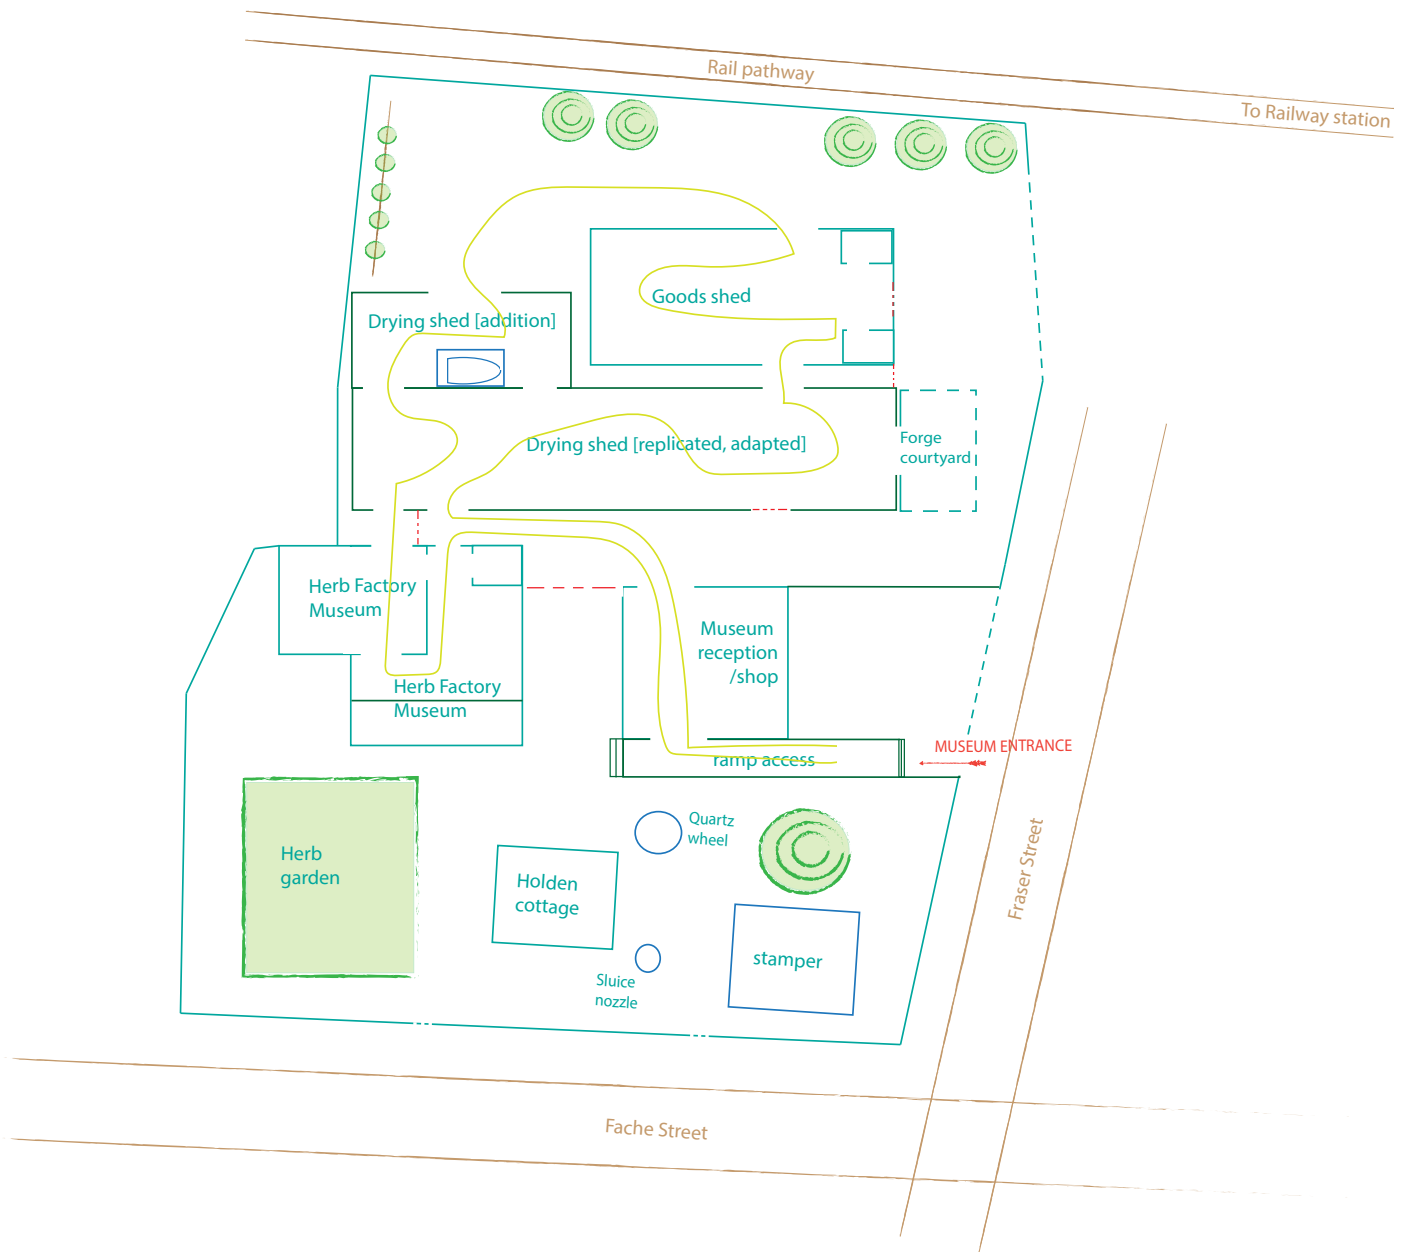 Rail pathway
To Railway station
Goods shed
Drying shed [addition]
Drying shed [replicated, adapted]
Forge
courtyard
Herb Factory
Museum
Museum
reception
/shop
Herb Factory
Museum
MUSEUM ENTRANCE
ramp access
Quartz
wheel
Herb
garden
Holden
cottage
stamper
Sluice
nozzle
Fraser Street
Fache Street